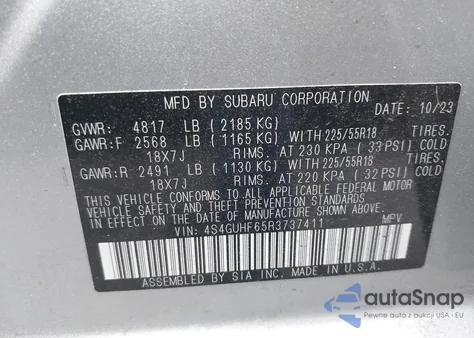 MFD BY SUBARU CORPORATION
DATE: 10/23
GVWR: 4817 LB (2185 KG)
GAWR:F 2568 LB (1165 KG) WITH 225/55R18 TIRES.
18X7J RIMS. AT 230 KPA (33 PSI) COLD
GAWR:R 2491 LB (1130 KG) WITH 225/55R18 TIRES.
18X7J RIMS. AT 220 KPA (32 PSI) COLD
THIS VEHICLE CONFORMS TO ALL APPLICABLE FEDERAL MOTOR
VEHICLE SAFETY, BUMPER, AND THEFT PREVENTION STANDARDS
IN EFFECT ON THE DATE OF MANUFACTURE SHOWN ABOVE.
VIN: 4S4GUHF65R3737411 MPV
ASSEMBLED BY SIA INC. MADE IN U.S.A.
autoSnap
Pewne auta z aukcji USA - EU